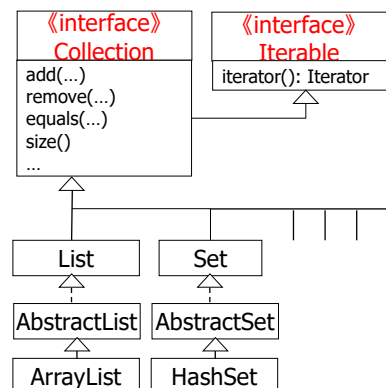 《interface》
Collection
add(...)
remove(...)
equals(...)
size()
...
《interface》
Iterable
iterator(): Iterator
List
Set
AbstractList
AbstractSet
ArrayList
HashSet